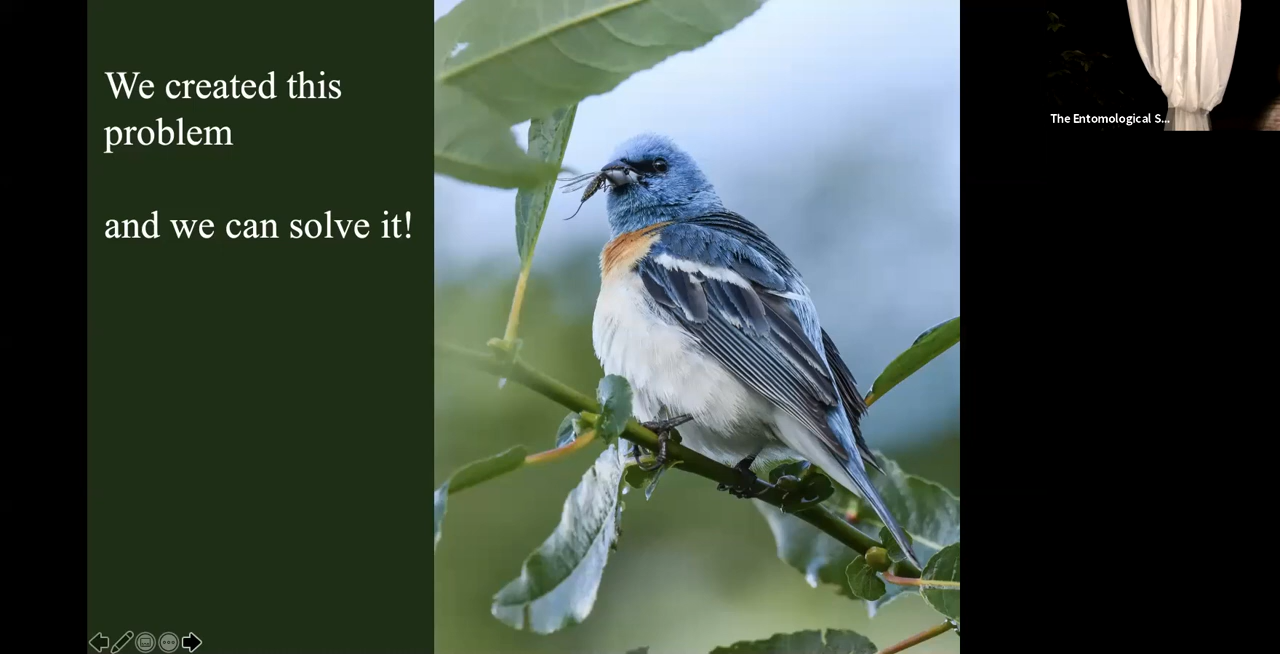 We created this
problem
and we can solve it!
The Entomological S...